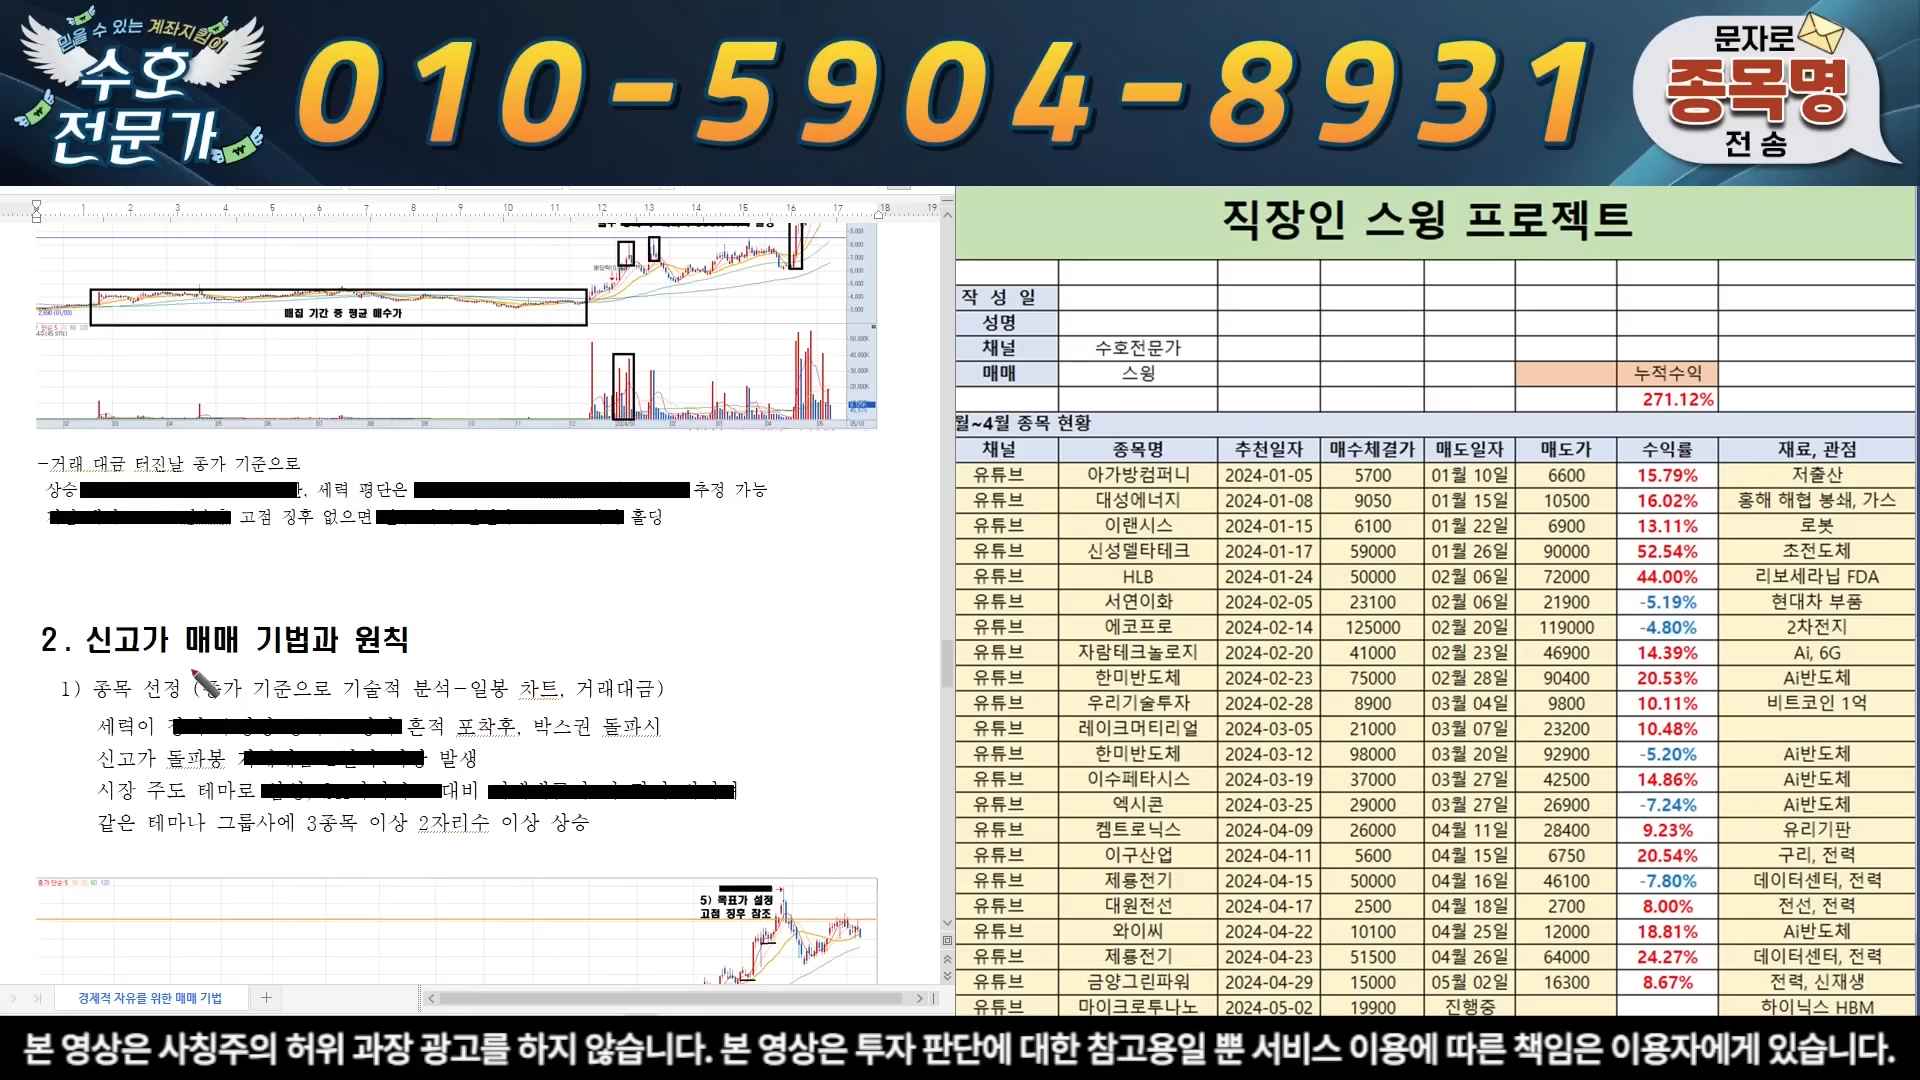 믿을 수 있는 계좌지킴이
수호
전문가
010-5904-8931
문자로
종목명
전송
1 2 3 4 5 6 7 8 9 10 11 12 13 14 15 16 17 18 19
매집 기간 중 평균 매수가
-거래 대금 터진날 종가 기준으로
상승 세력 평단은 추정 가능
고점 징후 없으면 홀딩
2. 신고가 매매 기법과 원칙
1) 종목 선정 (종가 기준으로 기술적 분석-일봉 차트, 거래대금)
세력이 흔적 포착후, 박스권 돌파시
신고가 돌파봉 발생
시장 주도 테마로 대비
같은 테마나 그룹사에 3종목 이상 2자리수 이상 상승
5) 목표가 설정
고점 징후 참조
경제적 자유를 위한 매매 기법
직장인 스윙 프로젝트
작 성 일
성명
채널 수호전문가
매매 스윙 누적수익
271.12%
월~4월 종목 현황
채널 종목명 추천일자 매수체결가 매도일자 매도가 수익률 재료, 관점
유튜브 아가방컴퍼니 2024-01-05 5700 01월 10일 6600 15.79% 저출산
유튜브 대성에너지 2024-01-08 9050 01월 15일 10500 16.02% 홍해 해협 봉쇄, 가스
유튜브 이랜시스 2024-01-15 6100 01월 22일 6900 13.11% 로봇
유튜브 신성델타테크 2024-01-17 59000 01월 26일 90000 52.54% 초전도체
유튜브 HLB 2024-01-24 50000 02월 06일 72000 44.00% 리보세라닙 FDA
유튜브 서연이화 2024-02-05 23100 02월 06일 21900 -5.19% 현대차 부품
유튜브 에코프로 2024-02-14 125000 02월 20일 119000 -4.80% 2차전지
유튜브 자람테크놀로지 2024-02-20 41000 02월 23일 46900 14.39% Ai, 6G
유튜브 한미반도체 2024-02-23 75000 02월 28일 90400 20.53% Ai반도체
유튜브 우리기술투자 2024-02-28 8900 03월 04일 9800 10.11% 비트코인 1억
유튜브 레이크머티리얼 2024-03-05 21000 03월 07일 23200 10.48%
유튜브 한미반도체 2024-03-12 98000 03월 20일 92900 -5.20% Ai반도체
유튜브 이수페타시스 2024-03-19 37000 03월 27일 42500 14.86% Ai반도체
유튜브 엑시콘 2024-03-25 29000 03월 27일 26900 -7.24% Ai반도체
유튜브 켐트로닉스 2024-04-09 26000 04월 11일 28400 9.23% 유리기판
유튜브 이구산업 2024-04-11 5600 04월 15일 6750 20.54% 구리, 전력
유튜브 제룡전기 2024-04-15 50000 04월 16일 46100 -7.80% 데이터센터, 전력
유튜브 대원전선 2024-04-17 2500 04월 18일 2700 8.00% 전선, 전력
유튜브 와이씨 2024-04-22 10100 04월 25일 12000 18.81% Ai반도체
유튜브 제룡전기 2024-04-23 51500 04월 26일 64000 24.27% 데이터센터, 전력
유튜브 금양그린파워 2024-04-29 15000 05월 02일 16300 8.67% 전력, 신재생
유튜브 마이크로투나노 2024-05-02 19900 진행중 하이닉스 HBM
본 영상은 사칭주의 허위 과장 광고를 하지 않습니다. 본 영상은 투자 판단에 대한 참고용일 뿐 서비스 이용에 따른 책임은 이용자에게 있습니다.